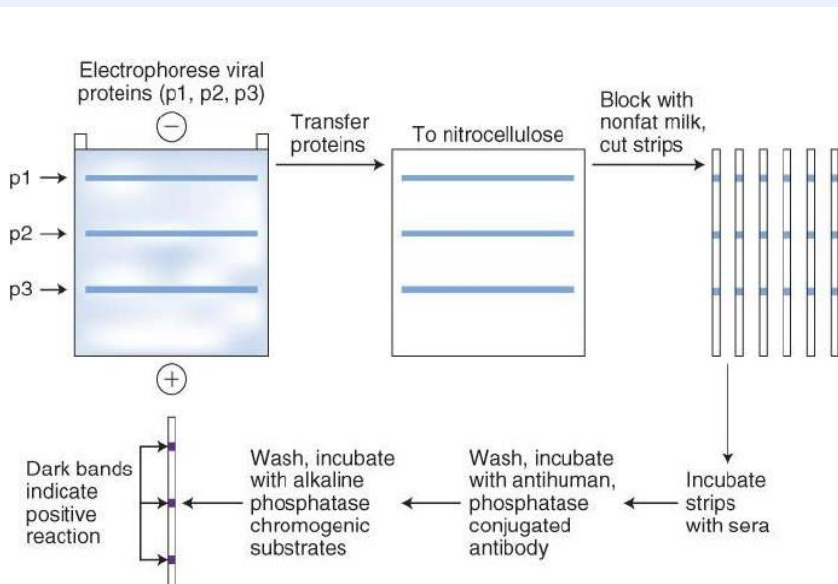 Electrophorese viral
proteins (p1, p2, p3)
−
Transfer
proteins
To nitrocellulose
Block with
nonfat milk,
cut strips
p1
p2
p3
+
Incubate
strips
with sera
Wash, incubate
with antihuman,
phosphatase
conjugated
antibody
Wash, incubate
with alkaline
phosphatase
chromogenic
substrates
Dark bands
indicate
positive
reaction